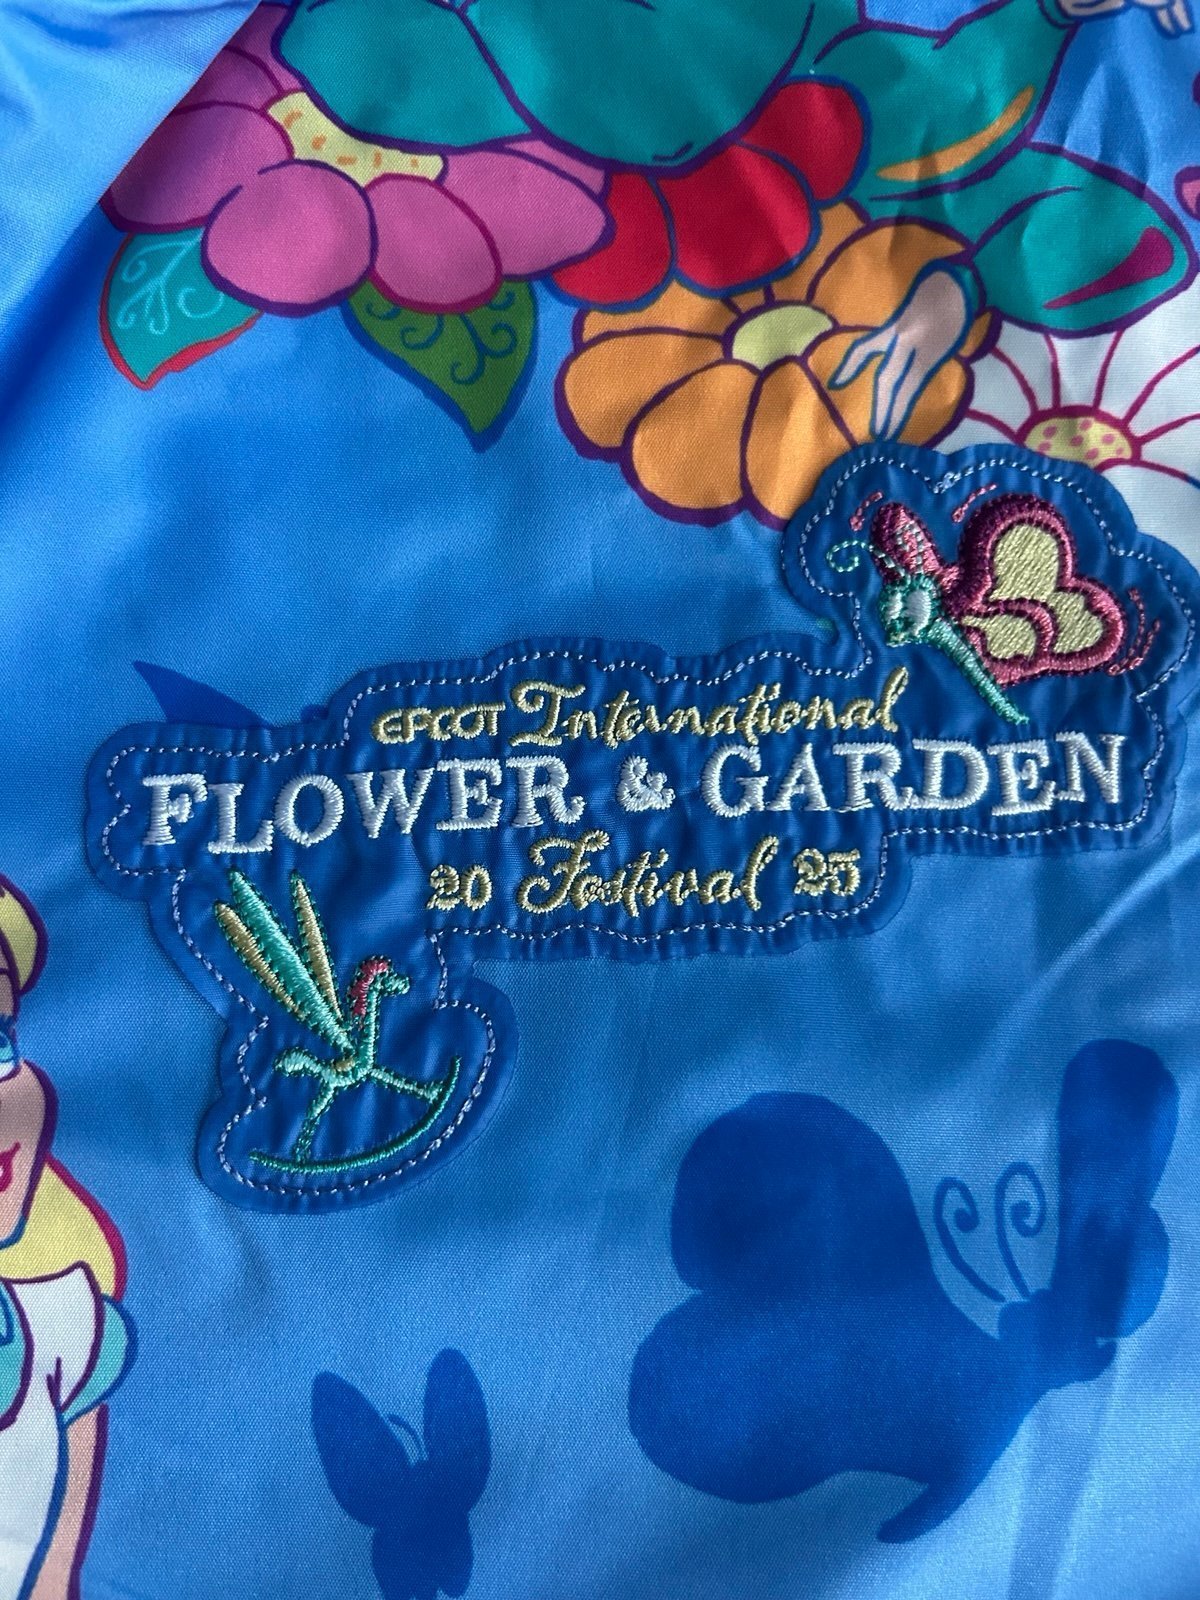 EPCOT International
FLOWER & GARDEN
20 Festival 25